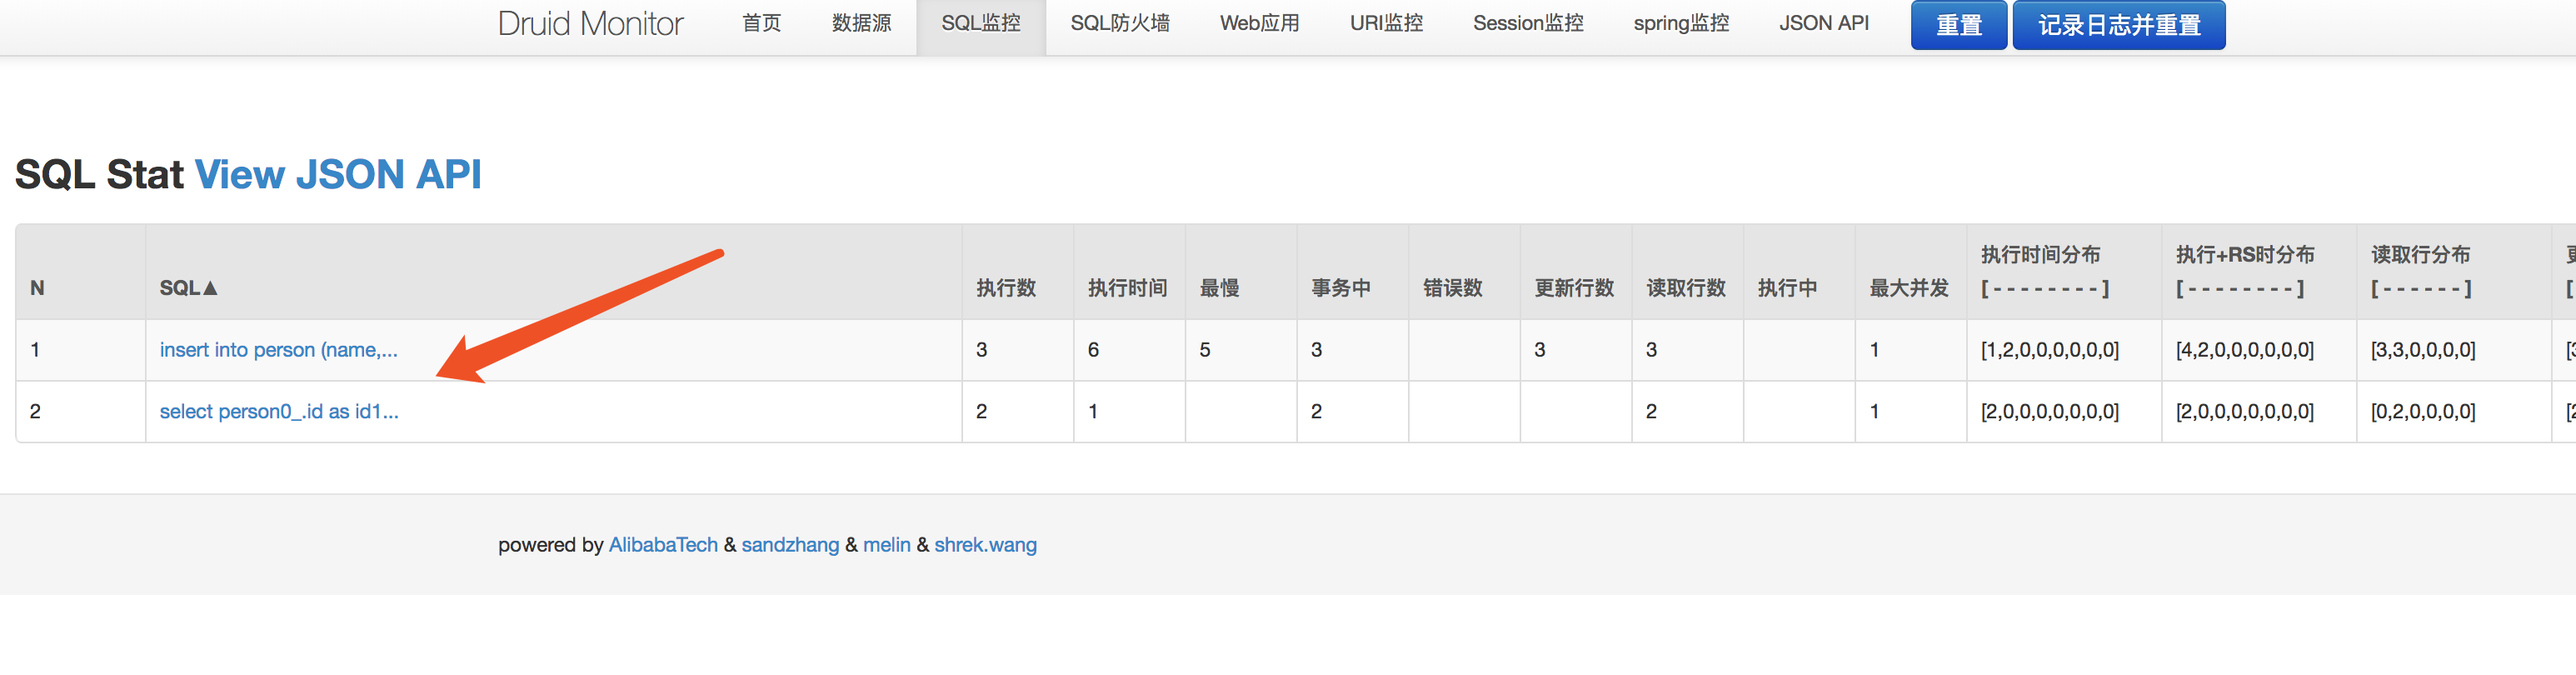 Druid Monitor 首页 数据源 SQL监控 SQL防火墙 Web应用 URI监控 Session监控 spring监控 JSON API 重置 记录日志并重置
SQL Stat View JSON API
N SQL▲ 执行数 执行时间 最慢 事务中 错误数 更新行数 读取行数 执行中 最大并发 执行时间分布 [ - - - - - - - - ] 执行+RS时分布 [ - - - - - - - - ] 读取行分布 [ - - - - - - ]
1 insert into person (name,... 3 6 5 3 3 3 1 [1,2,0,0,0,0,0,0] [4,2,0,0,0,0,0,0] [3,3,0,0,0,0]
2 select person0_.id as id1... 2 1 2 2 1 [2,0,0,0,0,0,0,0] [2,0,0,0,0,0,0,0] [0,2,0,0,0,0]
powered by AlibabaTech & sandzhang & melin & shrek.wang